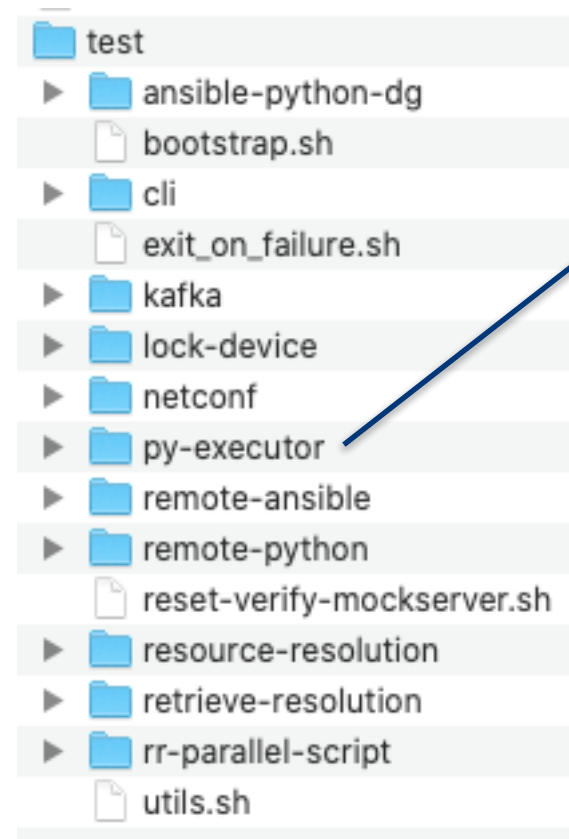 test
ansible-python-dg
bootstrap.sh
cli
exit_on_failure.sh
kafka
lock-device
netconf
py-executor
remote-ansible
remote-python
reset-verify-mockserver.sh
resource-resolution
retrieve-resolution
rr-parallel-script
utils.sh